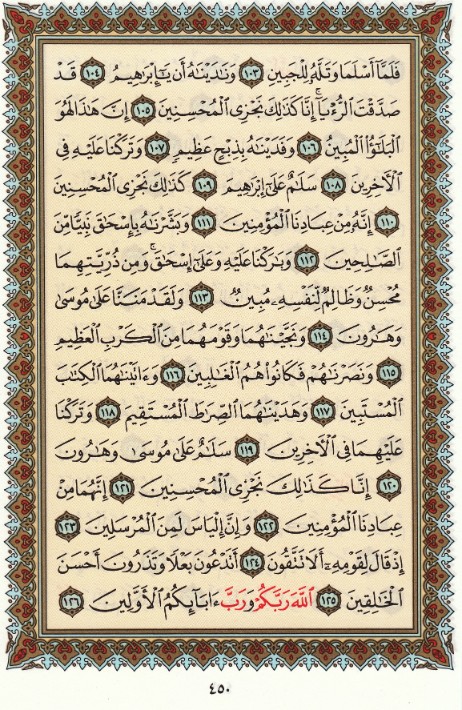 فَلَمَّآ أَسْلَمَا وَتَلَّهُۥ لِلْجَبِينِ ١٠٣ وَنَٰدَيْنَٰهُ أَن يَٰٓإِبْرَٰهِيمُ ١٠٤ قَدْ
صَدَّقْتَ ٱلرُّءْيَآ ۚ إِنَّا كَذَٰلِكَ نَجْزِى ٱلْمُحْسِنِينَ ١٠٥ إِنَّ هَٰذَا لَهُوَ
ٱلْبَلَٰٓؤُا۟ ٱلْمُبِينُ ١٠٦ وَفَدَيْنَٰهُ بِذِبْحٍ عَظِيمٍ ١٠٧ وَتَرَكْنَا عَلَيْهِ فِى
ٱلْـَٔاخِرِينَ ١٠٨ سَلَٰمٌ عَلَىٰٓ إِبْرَٰهِيمَ ١٠٩ كَذَٰلِكَ نَجْزِى ٱلْمُحْسِنِينَ
١١٠ إِنَّهُۥ مِنْ عِبَادِنَا ٱلْمُؤْمِنِينَ ١١١ وَبَشَّرْنَٰهُ بِإِسْحَٰقَ نَبِيًّا مِّنَ
ٱلصَّٰلِحِينَ ١١٢ وَبَٰرَكْنَا عَلَيْهِ وَعَلَىٰٓ إِسْحَٰقَ ۚ وَمِن ذُرِّيَّتِهِمَا
مُحْسِنٌ وَظَالِمٌ لِّنَفْسِهِۦ مُبِينٌ ١١٣ وَلَقَدْ مَنَنَّا عَلَىٰ مُوسَىٰ
وَهَٰرُونَ ١١٤ وَنَجَّيْنَٰهُمَا وَقَوْمَهُمَا مِنَ ٱلْكَرْبِ ٱلْعَظِيمِ
١١٥ وَنَصَرْنَٰهُمْ فَكَانُوا۟ هُمُ ٱلْغَٰلِبِينَ ١١٦ وَءَاتَيْنَٰهُمَا ٱلْكِتَٰبَ
ٱلْمُسْتَبِينَ ١١٧ وَهَدَيْنَٰهُمَا ٱلصِّرَٰطَ ٱلْمُسْتَقِيمَ ١١٨ وَتَرَكْنَا
عَلَيْهِمَا فِى ٱلْـَٔاخِرِينَ ١١٩ سَلَٰمٌ عَلَىٰ مُوسَىٰ وَهَٰرُونَ
١٢٠ إِنَّا كَذَٰلِكَ نَجْزِى ٱلْمُحْسِنِينَ ١٢١ إِنَّهُمَا مِنْ
عِبَادِنَا ٱلْمُؤْمِنِينَ ١٢٢ وَإِنَّ إِلْيَاسَ لَمِنَ ٱلْمُرْسَلِينَ ١٢٣
إِذْ قَالَ لِقَوْمِهِۦٓ أَلَا تَتَّقُونَ ١٢٤ أَتَدْعُونَ بَعْلًا وَتَذَرُونَ أَحْسَنَ
ٱلْخَٰلِقِينَ ١٢٥ ٱللَّهَ رَبَّكُمْ وَرَبَّ ءَابَآئِكُمُ ٱلْأَوَّلِينَ ١٢٦
٤٥٠